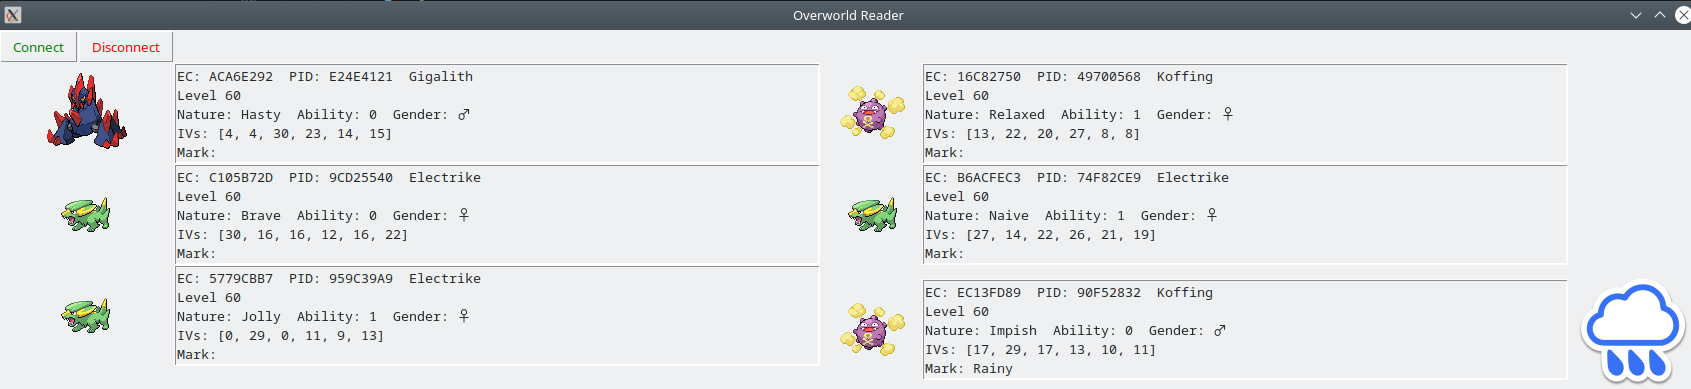 Overworld Reader
Connect Disconnect
EC: ACA6E292 PID: E24E4121 Gigalith
Level 60
Nature: Hasty Ability: 0 Gender: ♂
IVs: [4, 4, 30, 23, 14, 15]
Mark:
EC: 16C82750 PID: 49700568 Koffing
Level 60
Nature: Relaxed Ability: 1 Gender: ♀
IVs: [13, 22, 20, 27, 8, 8]
Mark:
EC: C105B72D PID: 9CD25540 Electrike
Level 60
Nature: Brave Ability: 0 Gender: ♀
IVs: [30, 16, 16, 12, 16, 22]
Mark:
EC: B6ACFEC3 PID: 74F82CE9 Electrike
Level 60
Nature: Naive Ability: 1 Gender: ♀
IVs: [27, 14, 22, 26, 21, 19]
Mark:
EC: 5779CBB7 PID: 959C39A9 Electrike
Level 60
Nature: Jolly Ability: 1 Gender: ♀
IVs: [0, 29, 0, 11, 9, 13]
Mark:
EC: EC13FD89 PID: 90F52832 Koffing
Level 60
Nature: Impish Ability: 0 Gender: ♂
IVs: [17, 29, 17, 13, 10, 11]
Mark: Rainy